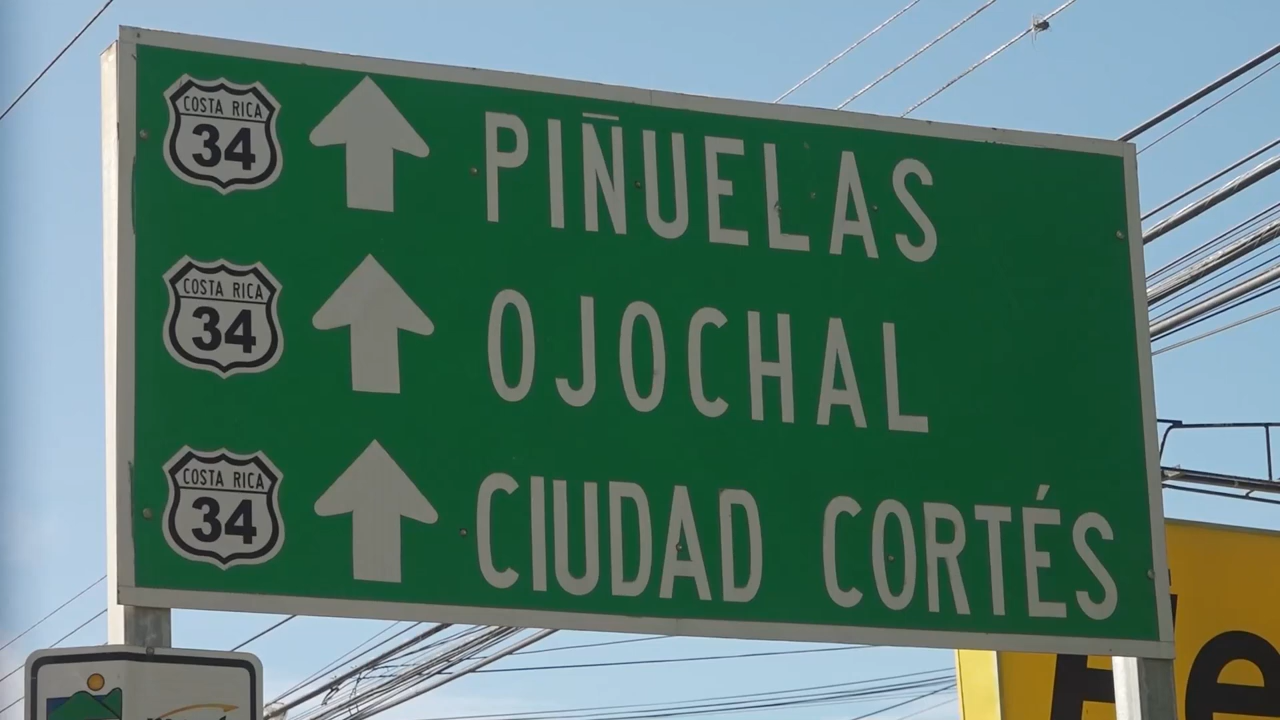 COSTA RICA
34
PIÑUELAS
COSTA RICA
34
OJOCHAL
COSTA RICA
34
CIUDAD CORTÉS